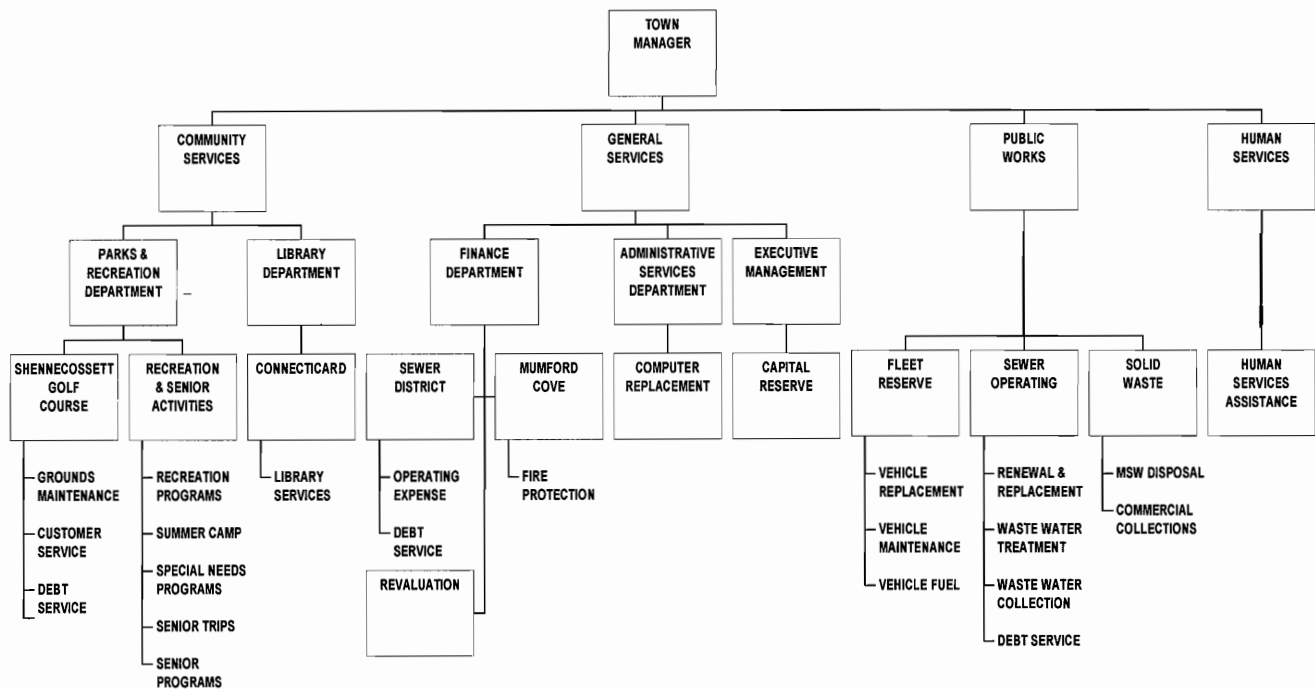 TOWN
MANAGER
COMMUNITY
SERVICES
GENERAL
SERVICES
PUBLIC
WORKS
HUMAN
SERVICES
PARKS &
RECREATION
DEPARTMENT
LIBRARY
DEPARTMENT
FINANCE
DEPARTMENT
ADMINISTRATIVE
SERVICES
DEPARTMENT
EXECUTIVE
MANAGEMENT
SHENNECOSSETT
GOLF
COURSE
RECREATION
& SENIOR
ACTIVITIES
CONNECTICARD
SEWER
DISTRICT
MUMFORD
COVE
COMPUTER
REPLACEMENT
CAPITAL
RESERVE
FLEET
RESERVE
SEWER
OPERATING
SOLID
WASTE
HUMAN
SERVICES
ASSISTANCE
GROUNDS
MAINTENANCE
CUSTOMER
SERVICE
DEBT
SERVICE
RECREATION
PROGRAMS
SUMMER CAMP
SPECIAL NEEDS
PROGRAMS
SENIOR TRIPS
SENIOR
PROGRAMS
LIBRARY
SERVICES
OPERATING
EXPENSE
DEBT
SERVICE
REVALUATION
FIRE
PROTECTION
VEHICLE
REPLACEMENT
VEHICLE
MAINTENANCE
VEHICLE FUEL
RENEWAL &
REPLACEMENT
WASTE WATER
TREATMENT
WASTE WATER
COLLECTION
DEBT SERVICE
MSW DISPOSAL
COMMERCIAL
COLLECTIONS